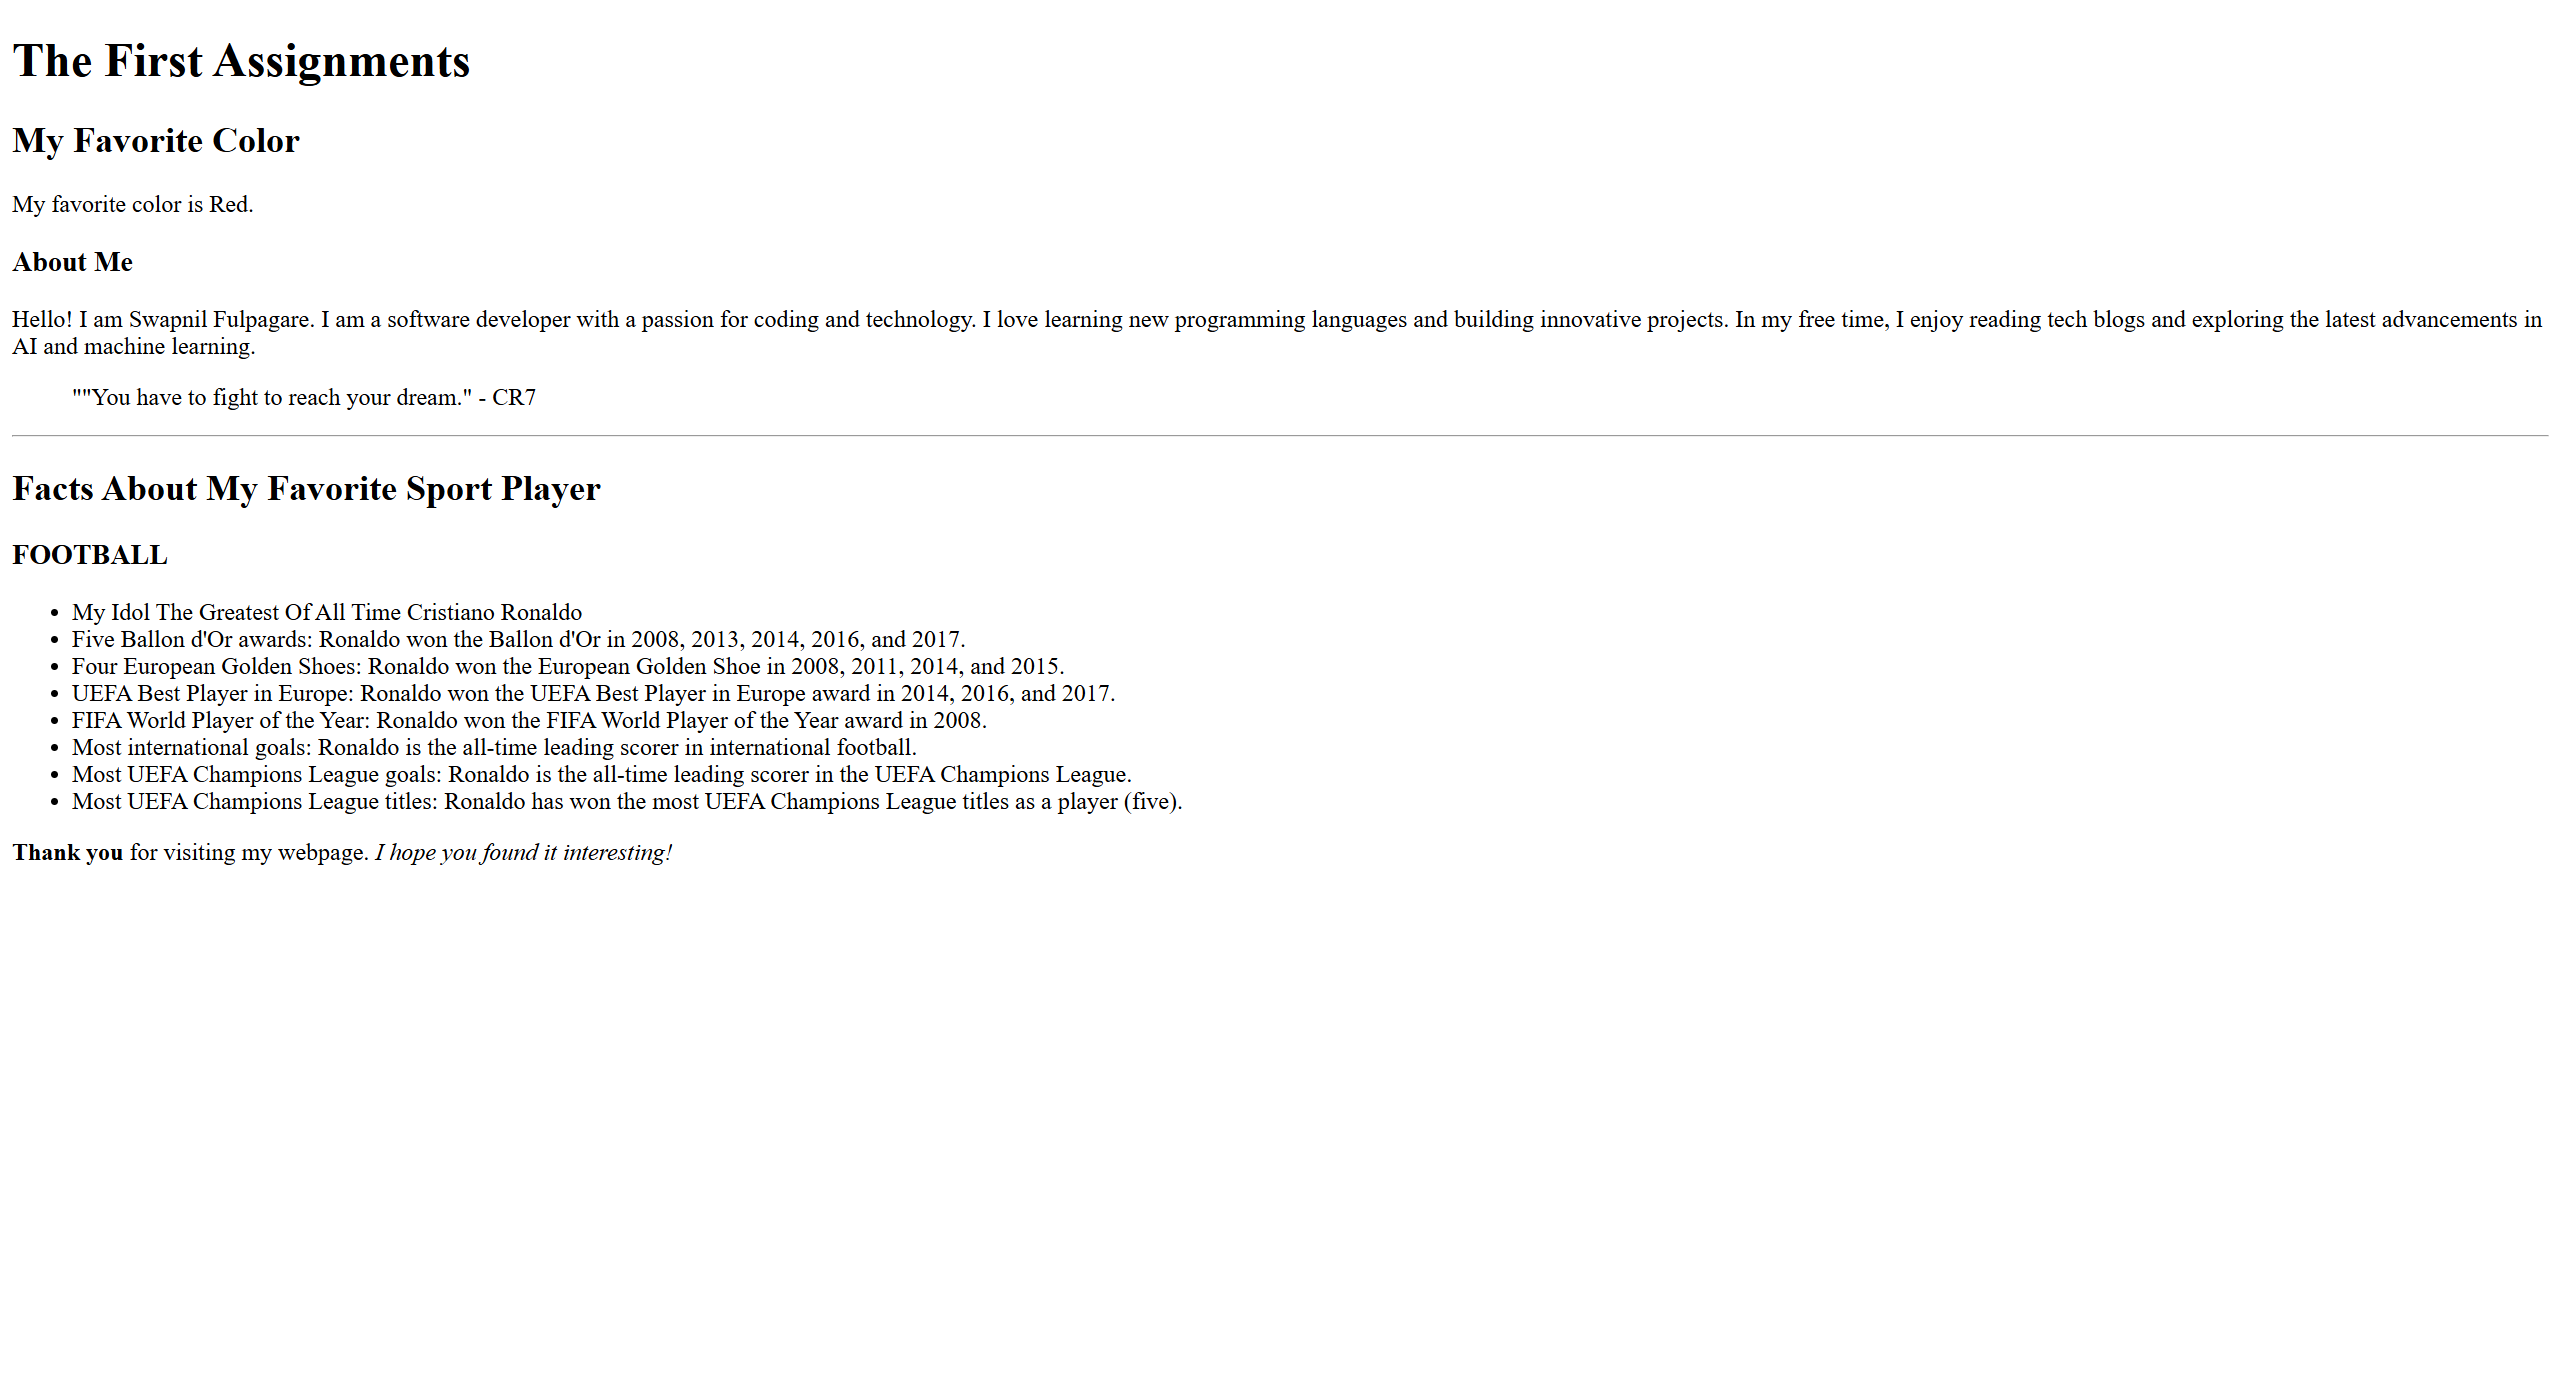 The First Assignments
My Favorite Color
My favorite color is Red.
About Me
Hello! I am Swapnil Fulpagare. I am a software developer with a passion for coding and technology. I love learning new programming languages and building innovative projects. In my free time, I enjoy reading tech blogs and exploring the latest advancements in
AI and machine learning.
""You have to fight to reach your dream." - CR7
Facts About My Favorite Sport Player
FOOTBALL
• My Idol The Greatest Of All Time Cristiano Ronaldo
• Five Ballon d'Or awards: Ronaldo won the Ballon d'Or in 2008, 2013, 2014, 2016, and 2017.
• Four European Golden Shoes: Ronaldo won the European Golden Shoe in 2008, 2011, 2014, and 2015.
• UEFA Best Player in Europe: Ronaldo won the UEFA Best Player in Europe award in 2014, 2016, and 2017.
• FIFA World Player of the Year: Ronaldo won the FIFA World Player of the Year award in 2008.
• Most international goals: Ronaldo is the all-time leading scorer in international football.
• Most UEFA Champions League goals: Ronaldo is the all-time leading scorer in the UEFA Champions League.
• Most UEFA Champions League titles: Ronaldo has won the most UEFA Champions League titles as a player (five).
Thank you for visiting my webpage. I hope you found it interesting!